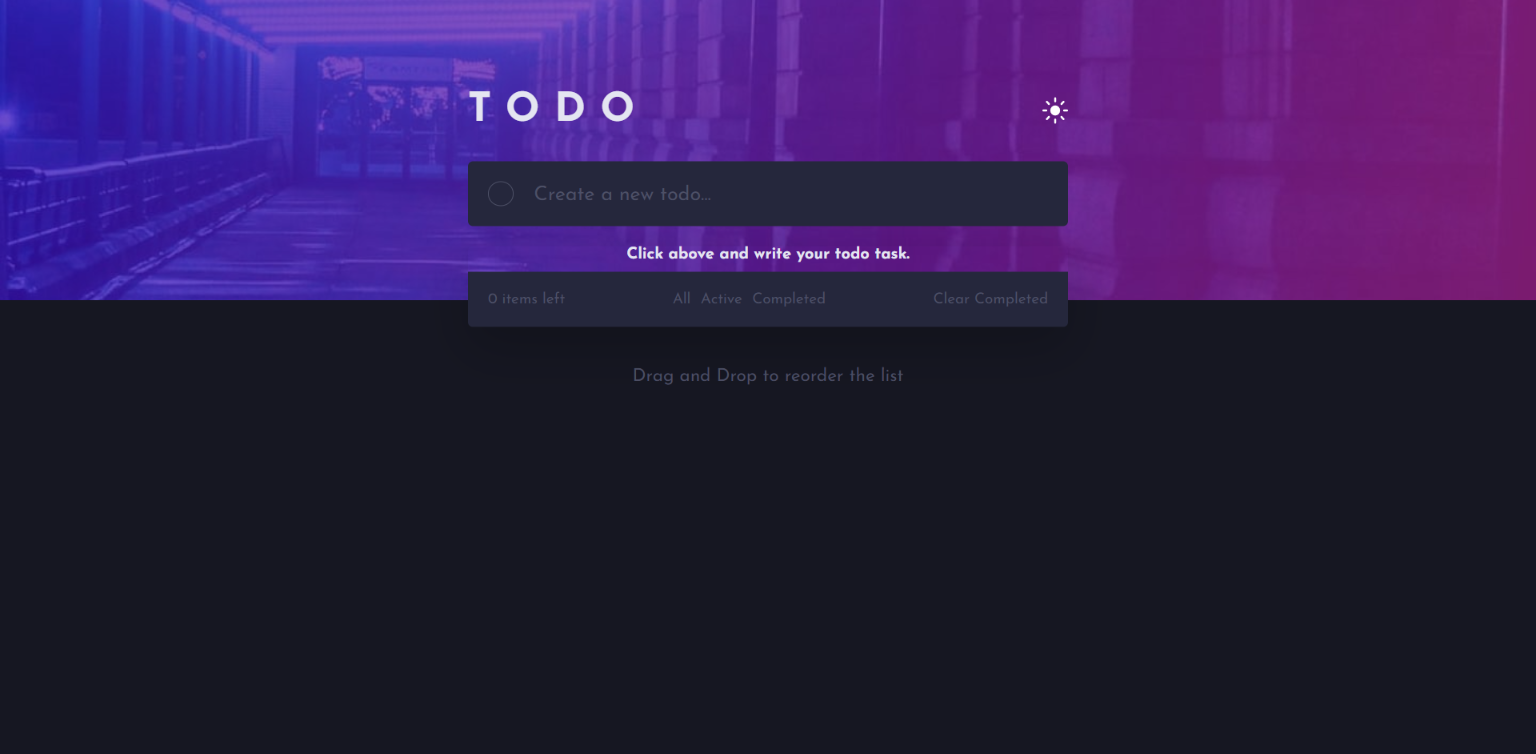 TODO
Create a new todo...
Click above and write your todo task.
0 items left All Active Completed Clear Completed
Drag and Drop to reorder the list